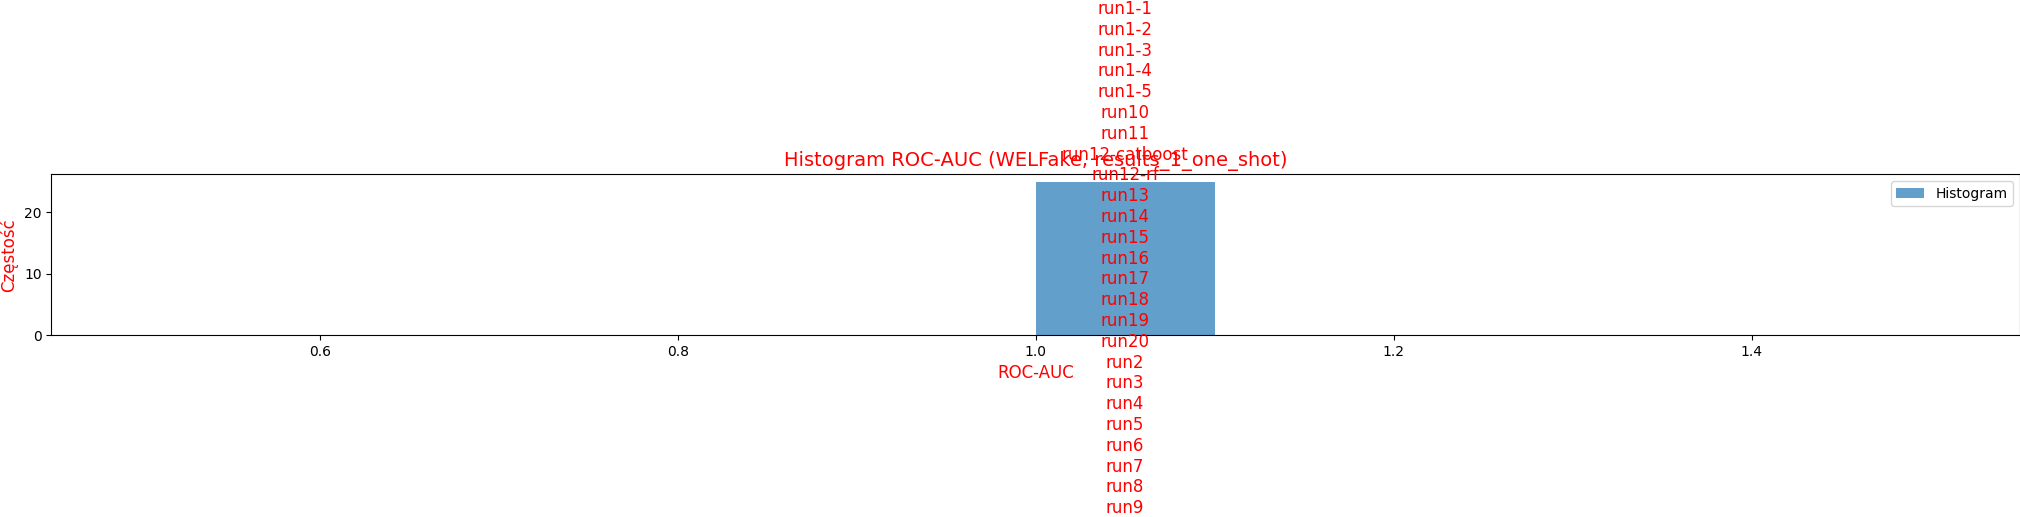 run1-1
run1-2
run1-3
run1-4
run1-5
run10
run11
run12-catboost
Histogram ROC-AUC (WELFake, results_1_one_shot)
run12-rf
run13
run14
run15
run16
run17
run18
run19
run20
run2
run3
run4
run5
run6
run7
run8
run9
Histogram
Częstość
20
10
0
0.6 0.8 1.0 1.2 1.4
ROC-AUC